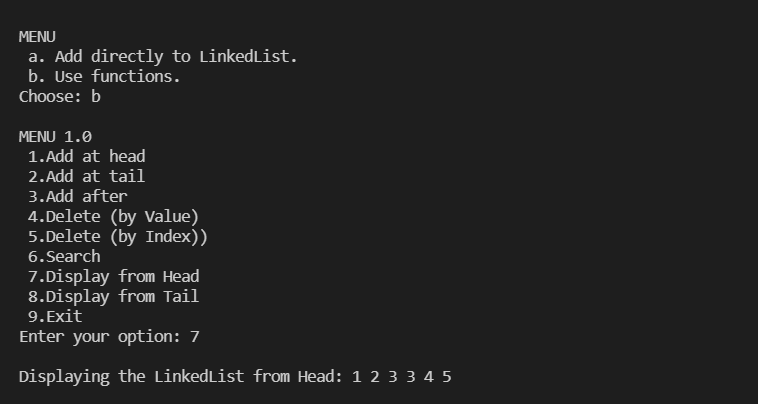 MENU
a. Add directly to LinkedList.
b. Use functions.
Choose: b
MENU 1.0
1.Add at head
2.Add at tail
3.Add after
4.Delete (by Value)
5.Delete (by Index))
6.Search
7.Display from Head
8.Display from Tail
9.Exit
Enter your option: 7
Displaying the LinkedList from Head: 1 2 3 3 4 5